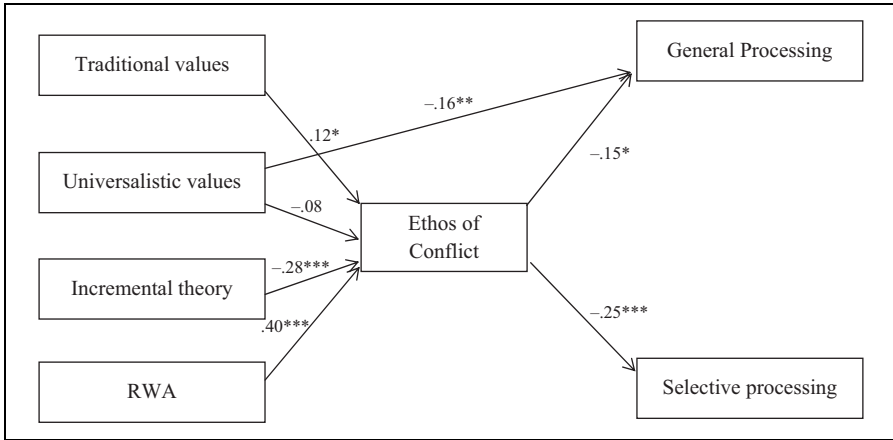 Traditional values
General Processing
–.16**
.12*
–.15*
Universalistic values
–.08
Ethos of
Conflict
Incremental theory
–.28***
.40***
–.25***
RWA
Selective processing